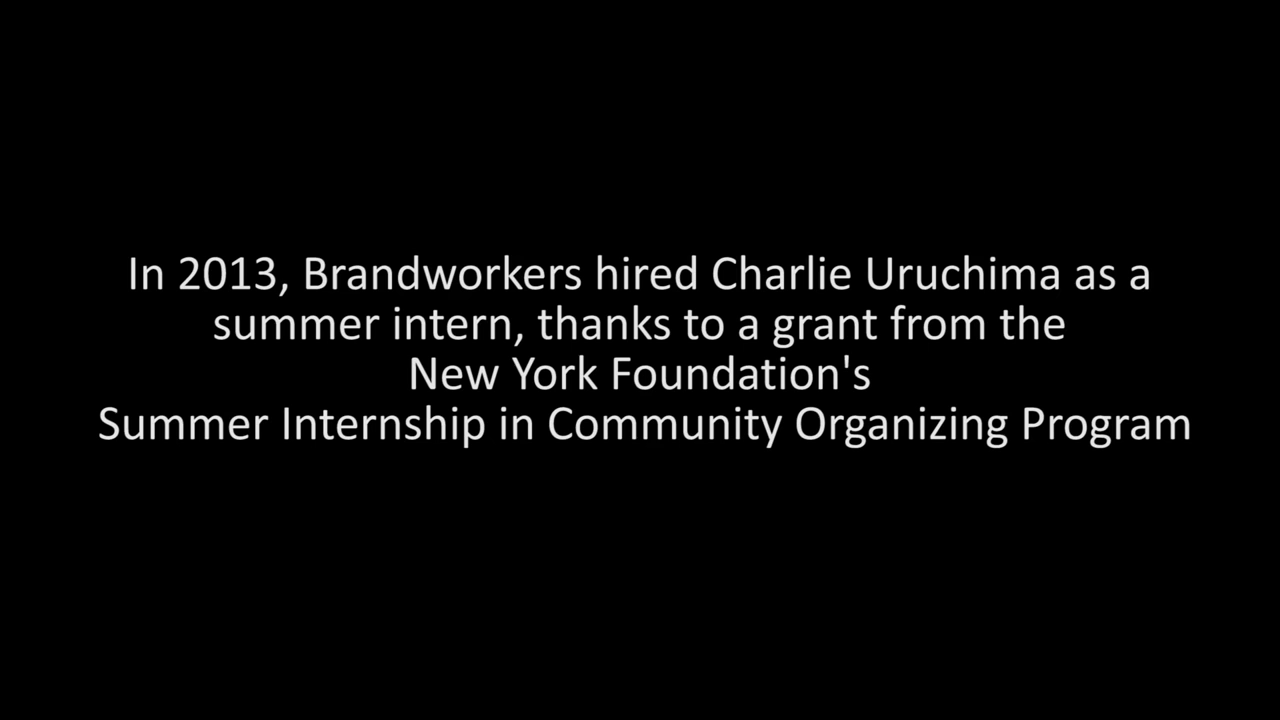 In 2013, Brandworkers hired Charlie Uruchima as a
summer intern, thanks to a grant from the
New York Foundation's
Summer Internship in Community Organizing Program